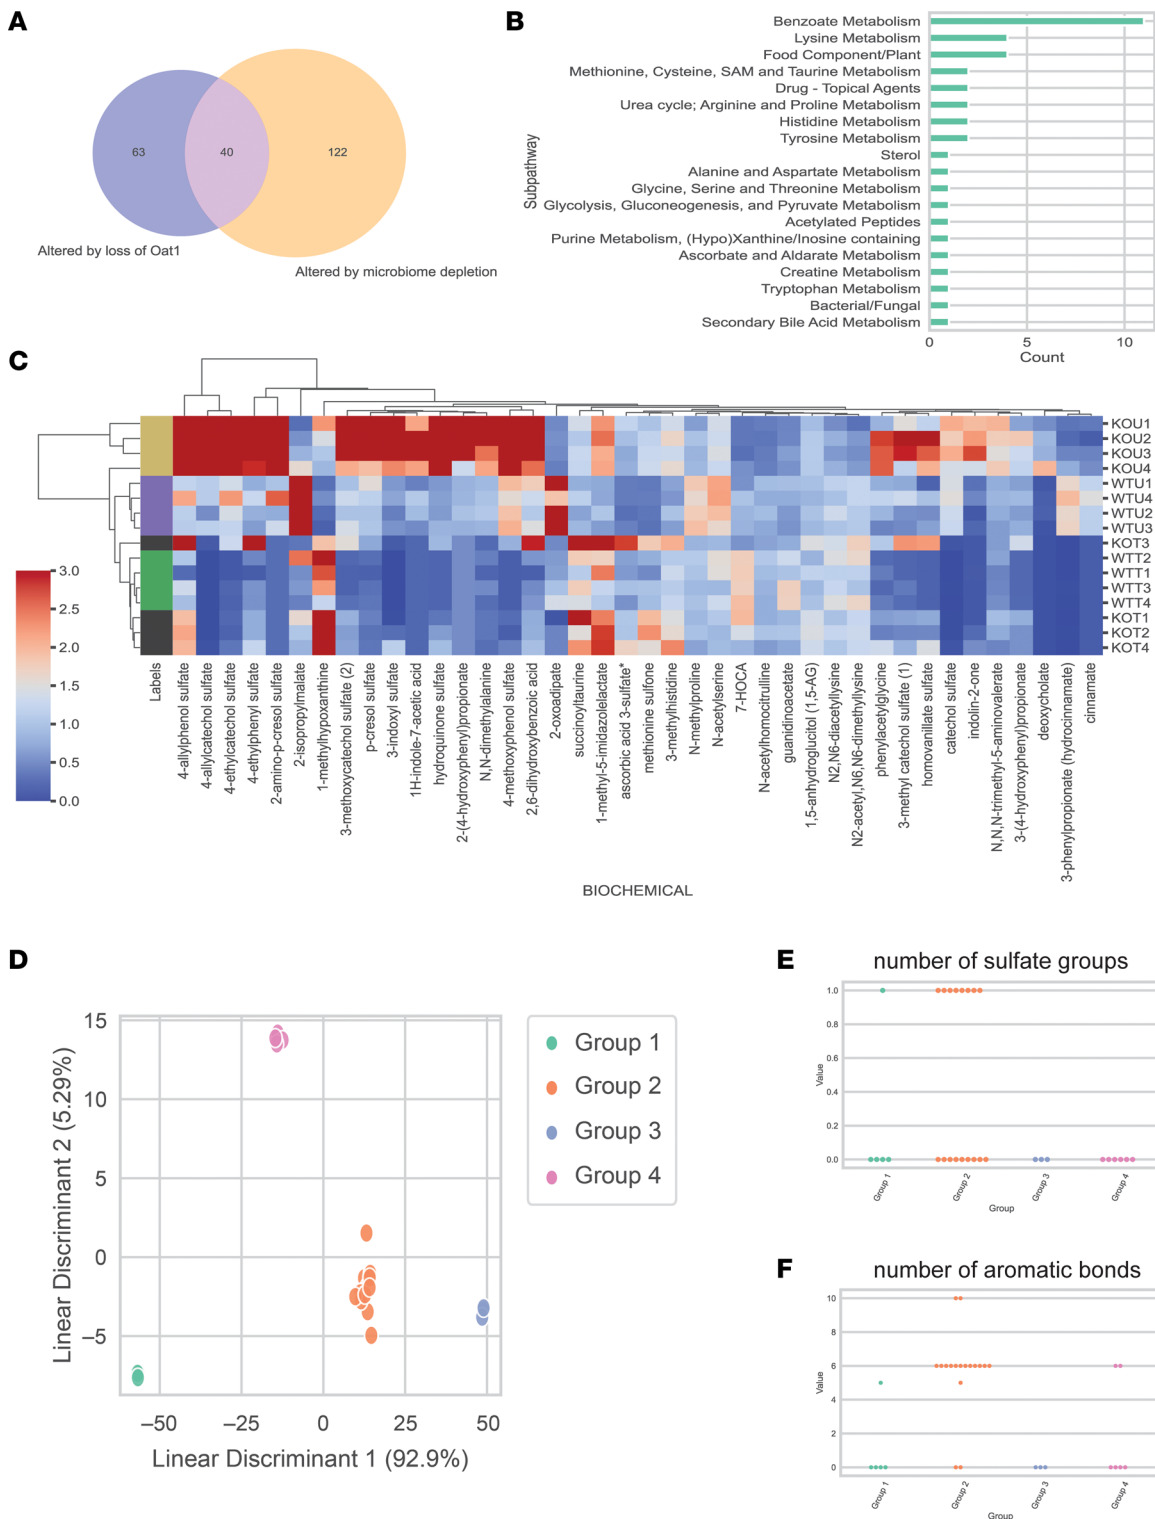 A
63
40
122
Altered by loss of Oat1
Altered by microbiome depletion
B
Subpathway
Benzoate Metabolism
Lysine Metabolism
Food Component/Plant
Methionine, Cysteine, SAM and Taurine Metabolism
Drug - Topical Agents
Urea cycle; Arginine and Proline Metabolism
Histidine Metabolism
Tyrosine Metabolism
Sterol
Alanine and Aspartate Metabolism
Glycine, Serine and Threonine Metabolism
Glycolysis, Gluconeogenesis, and Pyruvate Metabolism
Acetylated Peptides
Purine Metabolism, (Hypo)Xanthine/Inosine containing
Ascorbate and Aldarate Metabolism
Creatine Metabolism
Tryptophan Metabolism
Bacterial/Fungal
Secondary Bile Acid Metabolism
0 5 10
Count
C
KOU1
KOU2
KOU3
KOU4
WTU1
WTU4
WTU2
WTU3
KOT3
WTT2
WTT1
WTT3
WTT4
KOT1
KOT2
KOT4
3.0
2.5
2.0
1.5
1.0
0.5
0.0
Labels
4-allylphenol sulfate
4-allylcatechol sulfate
4-ethylcatechol sulfate
4-ethylphenyl sulfate
2-amino-p-cresol sulfate
2-isopropylmalate
1-methylhypoxanthine
3-methoxycatechol sulfate (2)
p-cresol sulfate
3-indoxyl sulfate
1H-indole-7-acetic acid
hydroquinone sulfate
2-(4-hydroxyphenyl)propionate
N,N-dimethylalanine
4-methoxyphenol sulfate
2,6-dihydroxybenzoic acid
2-oxoadipate
succinoyltaurine
1-methyl-5-imidazolelactate
ascorbic acid 3-sulfate*
methionine sulfone
3-methylhistidine
N-methylproline
N-acetylserine
7-HOCA
N-acetylhomocitrulline
guanidinoacetate
1,5-anhydroglucitol (1,5-AG)
N2,N6-diacetyllysine
N2-acetyl,N6,N6-dimethyllysine
phenylacetylglycine
3-methyl catechol sulfate (1)
homovanillate sulfate
catechol sulfate
indolin-2-one
N,N,N-trimethyl-5-aminovalerate
3-(4-hydroxyphenyl)propionate
deoxycholate
3-phenylpropionate (hydrocinnamate)
cinnamate
BIOCHEMICAL
D
Linear Discriminant 2 (5.29%)
15
10
5
0
−5
−50 −25 0 25 50
Linear Discriminant 1 (92.9%)
Group 1
Group 2
Group 3
Group 4
E
number of sulfate groups
Value
1.0
0.8
0.6
0.4
0.2
0.0
Group 1
Group 2
Group 3
Group 4
Group
F
number of aromatic bonds
Value
10
8
6
4
2
0
Group 1
Group 2
Group 3
Group 4
Group